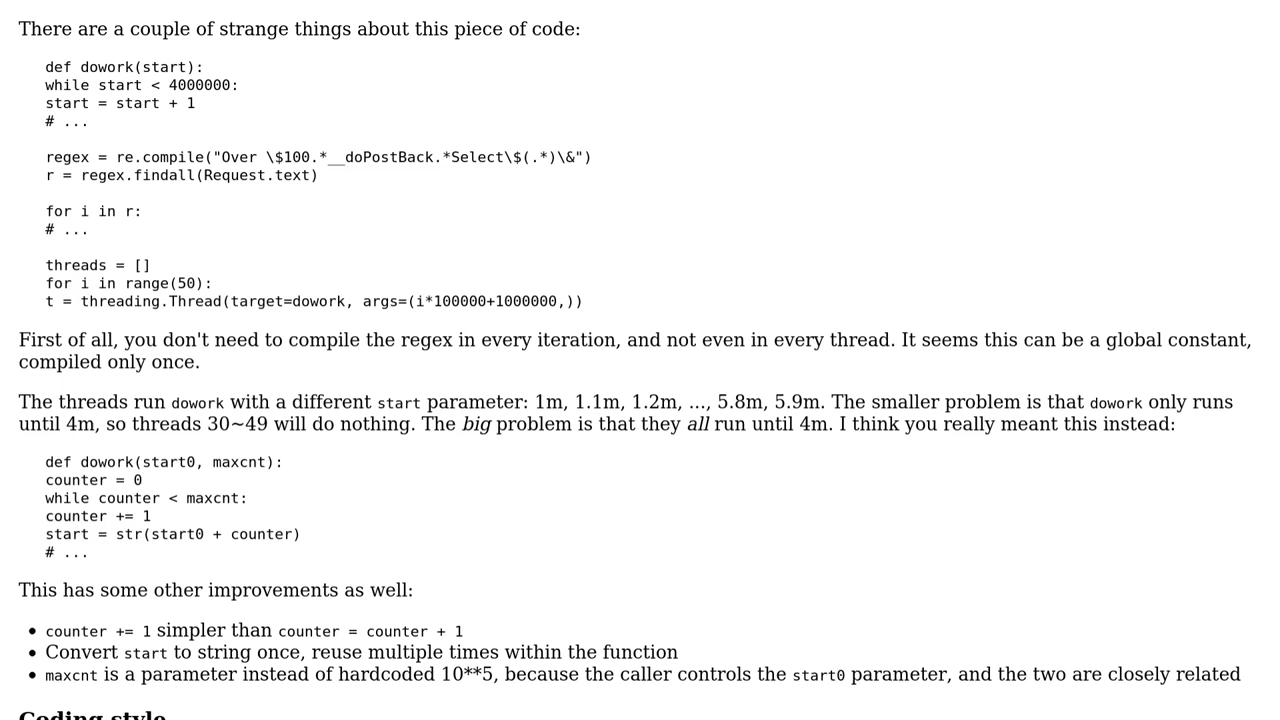 There are a couple of strange things about this piece of code:
def dowork(start):
while start < 4000000:
start = start + 1
# ...
regex = re.compile("Over \$100.*__doPostBack.*Select\$(.*)\&")
r = regex.findall(Request.text)
for i in r:
# ...
threads = []
for i in range(50):
t = threading.Thread(target=dowork, args=(i*100000+1000000,))
First of all, you don't need to compile the regex in every iteration, and not even in every thread. It seems this can be a global constant,
compiled only once.
The threads run dowork with a different start parameter: 1m, 1.1m, 1.2m, ..., 5.8m, 5.9m. The smaller problem is that dowork only runs
until 4m, so threads 30~49 will do nothing. The big problem is that they all run until 4m. I think you really meant this instead:
def dowork(start0, maxcnt):
counter = 0
while counter < maxcnt:
counter += 1
start = str(start0 + counter)
# ...
This has some other improvements as well:
• counter += 1 simpler than counter = counter + 1
• Convert start to string once, reuse multiple times within the function
• maxcnt is a parameter instead of hardcoded 10**5, because the caller controls the start0 parameter, and the two are closely related
Coding style